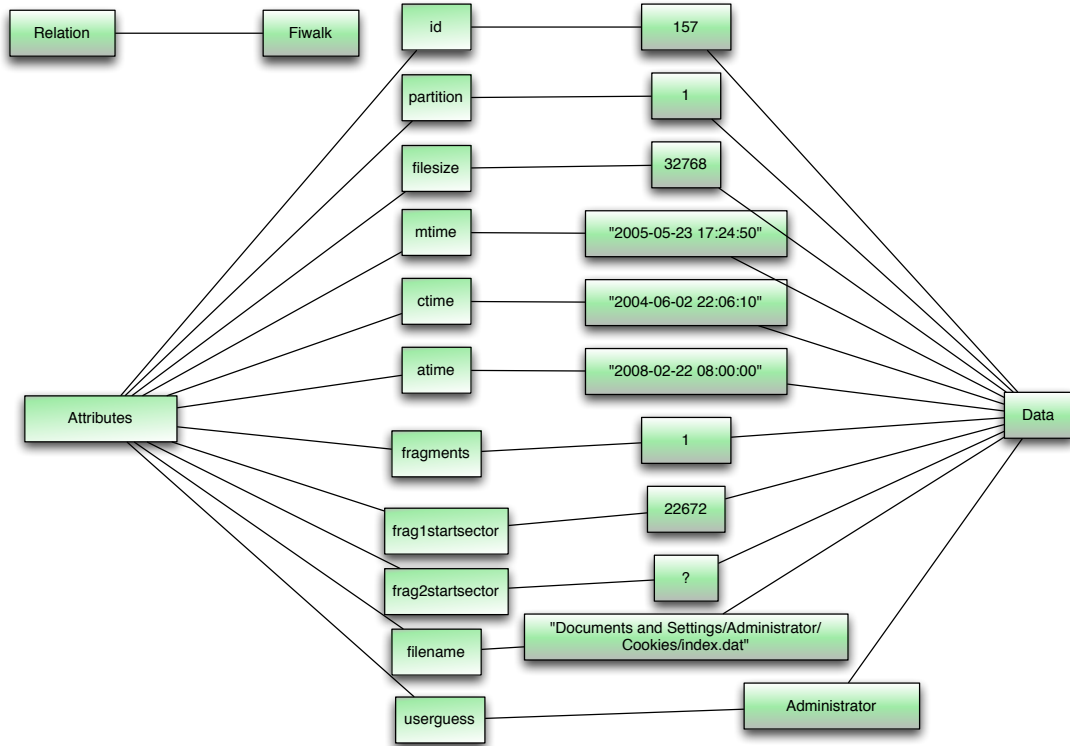 Relation
Fiwalk
id
157
partition
1
filesize
32768
mtime
"2005-05-23 17:24:50"
ctime
"2004-06-02 22:06:10"
atime
"2008-02-22 08:00:00"
Attributes
Data
fragments
1
frag1startsector
22672
frag2startsector
?
filename
"Documents and Settings/Administrator/
Cookies/index.dat"
userguess
Administrator